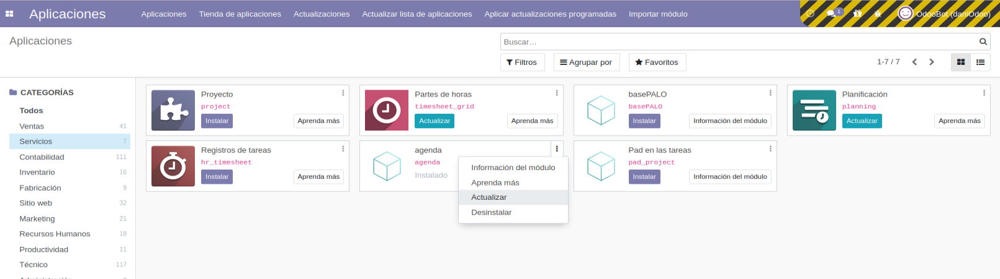 Aplicaciones
Aplicaciones Tienda de aplicaciones Actualizaciones Actualizar lista de aplicaciones Aplicar actualizaciones programadas Importar módulo
1
OdooBot (daniOdoo)
Aplicaciones
Buscar...
Filtros
Agrupar por
Favoritos
1-7 / 7
CATEGORÍAS
Todos
Ventas 41
Servicios 7
Contabilidad 111
Inventario 16
Fabricación 9
Sitio web 32
Marketing 21
Recursos Humanos 18
Productividad 11
Técnico 117
Proyecto
project
Instalar Aprenda más
Partes de horas
timesheet_grid
Actualizar Aprenda más
basePALO
basePALO
Instalar Información del módulo
Planificación
planning
Actualizar Aprenda más
Registros de tareas
hr_timesheet
Instalar Aprenda más
agenda
agenda
Instalado
Información del módulo
Aprenda más
Actualizar
Desinstalar
Pad en las tareas
pad_project
Instalar Información del módulo